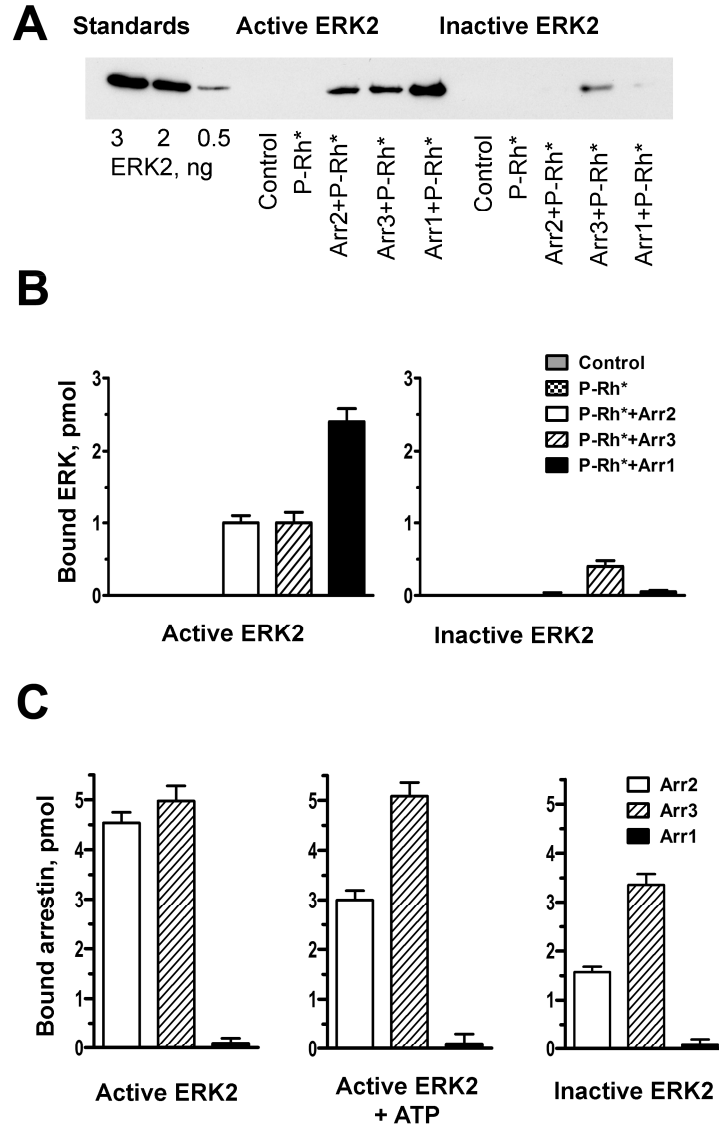 A
Standards Active ERK2 Inactive ERK2
3 2 0.5
ERK2, ng
Control
P-Rh*
Arr2+P-Rh*
Arr3+P-Rh*
Arr1+P-Rh*
Control
P-Rh*
Arr2+P-Rh*
Arr3+P-Rh*
Arr1+P-Rh*
B
Bound ERK, pmol
3
2
1
0
Active ERK2
3
2
1
0
Inactive ERK2
Control
P-Rh*
P-Rh*+Arr2
P-Rh*+Arr3
P-Rh*+Arr1
C
Bound arrestin, pmol
5
4
3
2
1
0
Active ERK2
5
4
3
2
1
0
Active ERK2
+ ATP
5
4
3
2
1
0
Inactive ERK2
Arr2
Arr3
Arr1